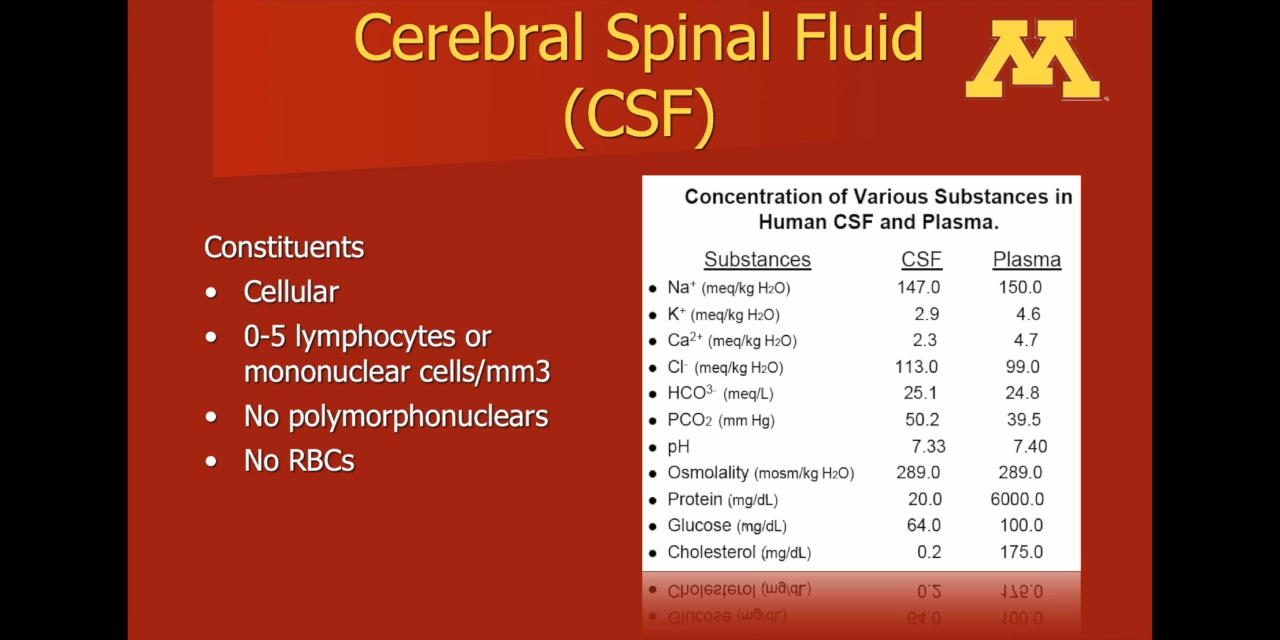 Cerebral Spinal Fluid
(CSF)
M
Constituents
• Cellular
• 0-5 lymphocytes or
mononuclear cells/mm3
• No polymorphonuclears
• No RBCs
Concentration of Various Substances in
Human CSF and Plasma.
Substances CSF Plasma
• Na⁺ (meq/kg H₂O) 147.0 150.0
• K⁺ (meq/kg H₂O) 2.9 4.6
• Ca²⁺ (meq/kg H₂O) 2.3 4.7
• Cl⁻ (meq/kg H₂O) 113.0 99.0
• HCO³⁻ (meq/L) 25.1 24.8
• PCO₂ (mm Hg) 50.2 39.5
• pH 7.33 7.40
• Osmolality (mosm/kg H₂O) 289.0 289.0
• Protein (mg/dL) 20.0 6000.0
• Glucose (mg/dL) 64.0 100.0
• Cholesterol (mg/dL) 0.2 175.0